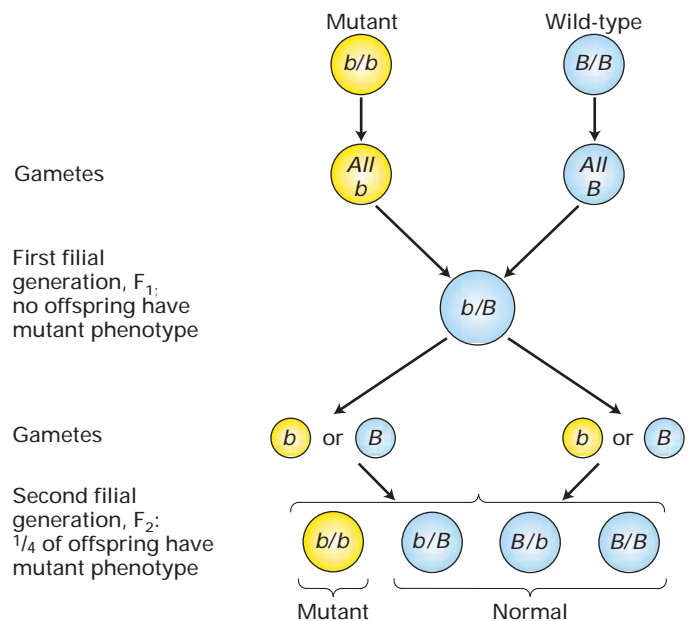 Mutant Wild-type
b/b B/B
All
b
All
B
Gametes
First filial
generation, F₁;
no offspring have
mutant phenotype
b/B
Gametes
b or B b or B
Second filial
generation, F₂:
1/4 of offspring have
mutant phenotype
b/b b/B B/b B/B
Mutant Normal